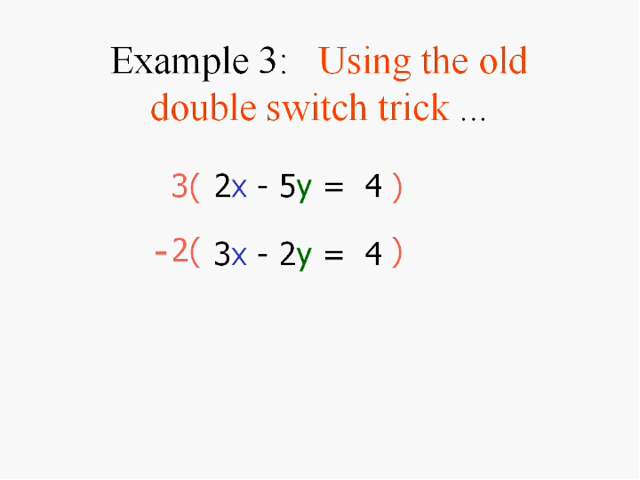 Example 3: Using the old
double switch trick ...
3( 2x - 5y = 4 )
-2( 3x - 2y = 4 )